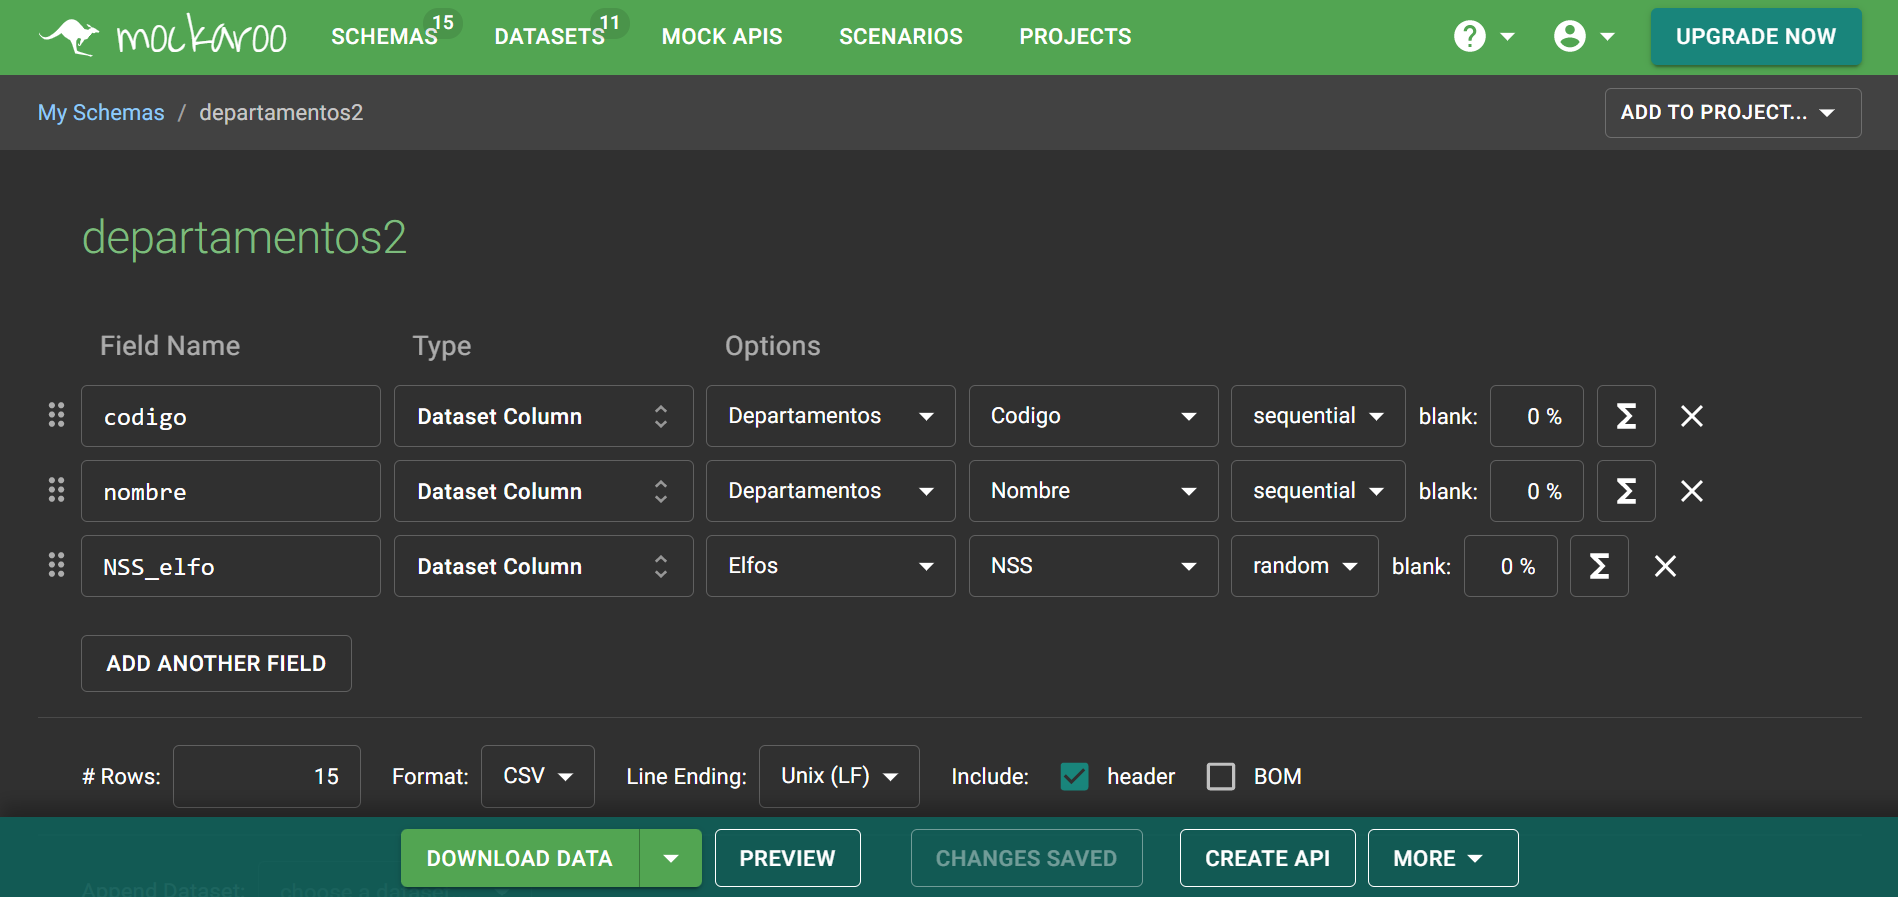 mockaroo SCHEMAS 15 DATASETS 11 MOCK APIS SCENARIOS PROJECTS ? UPGRADE NOW
My Schemas / departamentos2 ADD TO PROJECT...
departamentos2
Field Name Type Options
codigo Dataset Column Departamentos Codigo sequential blank: 0 % Σ
nombre Dataset Column Departamentos Nombre sequential blank: 0 % Σ
NSS_elfo Dataset Column Elfos NSS random blank: 0 % Σ
ADD ANOTHER FIELD
# Rows: 15 Format: CSV Line Ending: Unix (LF) Include: header BOM
DOWNLOAD DATA PREVIEW CHANGES SAVED CREATE API MORE
Append Dataset: choose a dataset